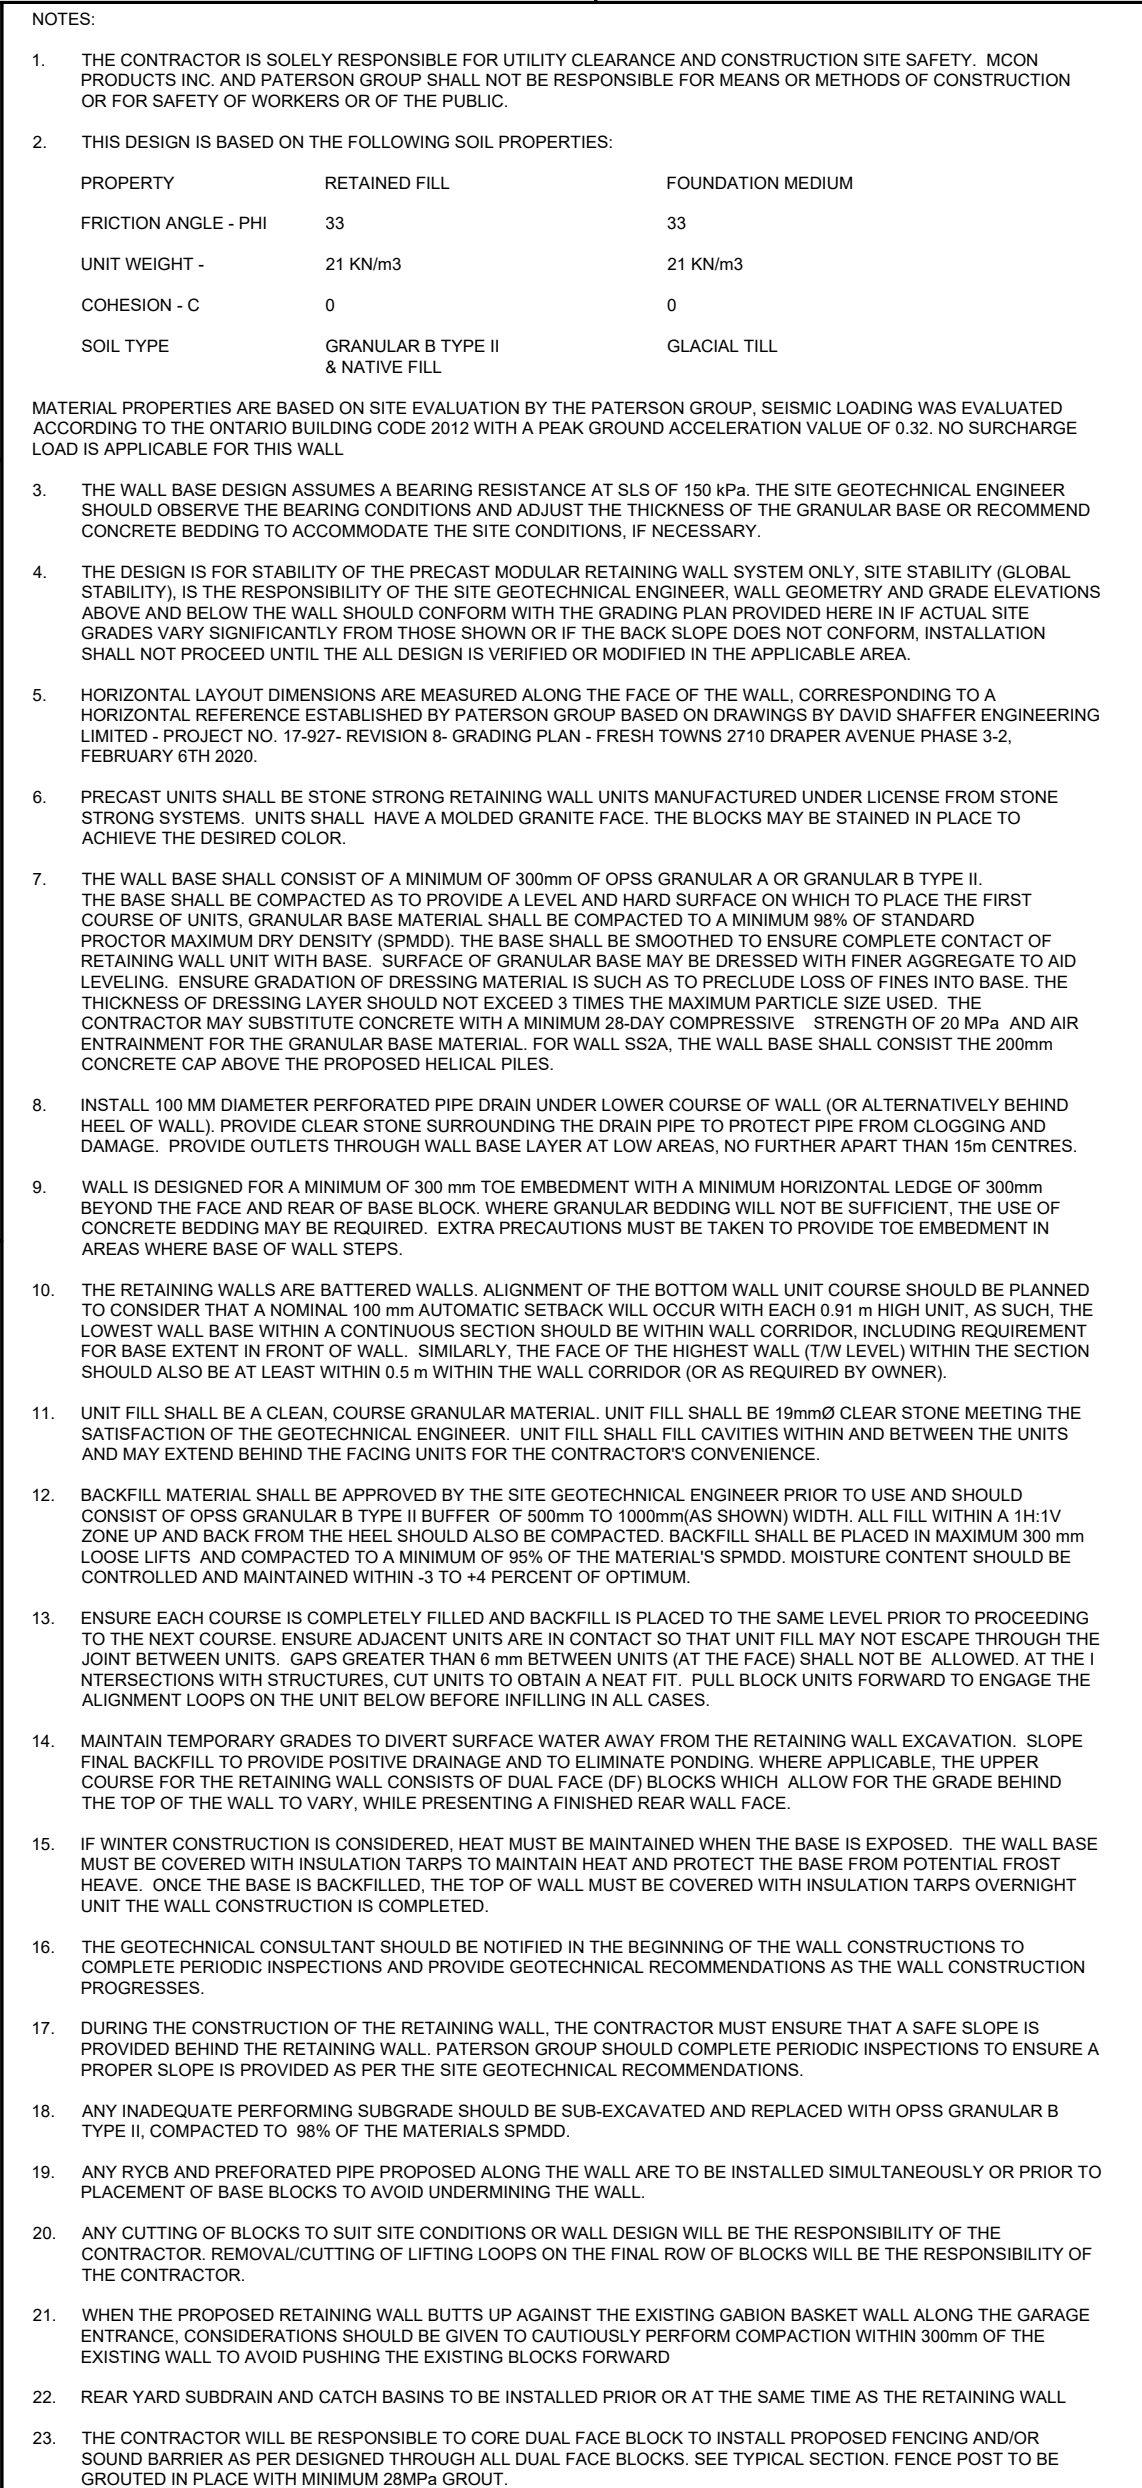 NOTES:
1. THE CONTRACTOR IS SOLELY RESPONSIBLE FOR UTILITY CLEARANCE AND CONSTRUCTION SITE SAFETY. MCON
PRODUCTS INC. AND PATERSON GROUP SHALL NOT BE RESPONSIBLE FOR MEANS OR METHODS OF CONSTRUCTION
OR FOR SAFETY OF WORKERS OR OF THE PUBLIC.
2. THIS DESIGN IS BASED ON THE FOLLOWING SOIL PROPERTIES:
PROPERTY RETAINED FILL FOUNDATION MEDIUM
FRICTION ANGLE - PHI 33 33
UNIT WEIGHT - 21 KN/m3 21 KN/m3
COHESION - C 0 0
SOIL TYPE GRANULAR B TYPE II GLACIAL TILL
& NATIVE FILL
MATERIAL PROPERTIES ARE BASED ON SITE EVALUATION BY THE PATERSON GROUP, SEISMIC LOADING WAS EVALUATED
ACCORDING TO THE ONTARIO BUILDING CODE 2012 WITH A PEAK GROUND ACCELERATION VALUE OF 0.32. NO SURCHARGE
LOAD IS APPLICABLE FOR THIS WALL
3. THE WALL BASE DESIGN ASSUMES A BEARING RESISTANCE AT SLS OF 150 kPa. THE SITE GEOTECHNICAL ENGINEER
SHOULD OBSERVE THE BEARING CONDITIONS AND ADJUST THE THICKNESS OF THE GRANULAR BASE OR RECOMMEND
CONCRETE BEDDING TO ACCOMMODATE THE SITE CONDITIONS, IF NECESSARY.
4. THE DESIGN IS FOR STABILITY OF THE PRECAST MODULAR RETAINING WALL SYSTEM ONLY, SITE STABILITY (GLOBAL
STABILITY), IS THE RESPONSIBILITY OF THE SITE GEOTECHNICAL ENGINEER, WALL GEOMETRY AND GRADE ELEVATIONS
ABOVE AND BELOW THE WALL SHOULD CONFORM WITH THE GRADING PLAN PROVIDED HERE IN IF ACTUAL SITE
GRADES VARY SIGNIFICANTLY FROM THOSE SHOWN OR IF THE BACK SLOPE DOES NOT CONFORM, INSTALLATION
SHALL NOT PROCEED UNTIL THE ALL DESIGN IS VERIFIED OR MODIFIED IN THE APPLICABLE AREA.
5. HORIZONTAL LAYOUT DIMENSIONS ARE MEASURED ALONG THE FACE OF THE WALL, CORRESPONDING TO A
HORIZONTAL REFERENCE ESTABLISHED BY PATERSON GROUP BASED ON DRAWINGS BY DAVID SHAFFER ENGINEERING
LIMITED - PROJECT NO. 17-927- REVISION 8- GRADING PLAN - FRESH TOWNS 2710 DRAPER AVENUE PHASE 3-2,
FEBRUARY 6TH 2020.
6. PRECAST UNITS SHALL BE STONE STRONG RETAINING WALL UNITS MANUFACTURED UNDER LICENSE FROM STONE
STRONG SYSTEMS. UNITS SHALL HAVE A MOLDED GRANITE FACE. THE BLOCKS MAY BE STAINED IN PLACE TO
ACHIEVE THE DESIRED COLOR.
7. THE WALL BASE SHALL CONSIST OF A MINIMUM OF 300mm OF OPSS GRANULAR A OR GRANULAR B TYPE II.
THE BASE SHALL BE COMPACTED AS TO PROVIDE A LEVEL AND HARD SURFACE ON WHICH TO PLACE THE FIRST
COURSE OF UNITS, GRANULAR BASE MATERIAL SHALL BE COMPACTED TO A MINIMUM 98% OF STANDARD
PROCTOR MAXIMUM DRY DENSITY (SPMDD). THE BASE SHALL BE SMOOTHED TO ENSURE COMPLETE CONTACT OF
RETAINING WALL UNIT WITH BASE. SURFACE OF GRANULAR BASE MAY BE DRESSED WITH FINER AGGREGATE TO AID
LEVELING. ENSURE GRADATION OF DRESSING MATERIAL IS SUCH AS TO PRECLUDE LOSS OF FINES INTO BASE. THE
THICKNESS OF DRESSING LAYER SHOULD NOT EXCEED 3 TIMES THE MAXIMUM PARTICLE SIZE USED. THE
CONTRACTOR MAY SUBSTITUTE CONCRETE WITH A MINIMUM 28-DAY COMPRESSIVE STRENGTH OF 20 MPa AND AIR
ENTRAINMENT FOR THE GRANULAR BASE MATERIAL. FOR WALL SS2A, THE WALL BASE SHALL CONSIST THE 200mm
CONCRETE CAP ABOVE THE PROPOSED HELICAL PILES.
8. INSTALL 100 MM DIAMETER PERFORATED PIPE DRAIN UNDER LOWER COURSE OF WALL (OR ALTERNATIVELY BEHIND
HEEL OF WALL). PROVIDE CLEAR STONE SURROUNDING THE DRAIN PIPE TO PROTECT PIPE FROM CLOGGING AND
DAMAGE. PROVIDE OUTLETS THROUGH WALL BASE LAYER AT LOW AREAS, NO FURTHER APART THAN 15m CENTRES.
9. WALL IS DESIGNED FOR A MINIMUM OF 300 mm TOE EMBEDMENT WITH A MINIMUM HORIZONTAL LEDGE OF 300mm
BEYOND THE FACE AND REAR OF BASE BLOCK. WHERE GRANULAR BEDDING WILL NOT BE SUFFICIENT, THE USE OF
CONCRETE BEDDING MAY BE REQUIRED. EXTRA PRECAUTIONS MUST BE TAKEN TO PROVIDE TOE EMBEDMENT IN
AREAS WHERE BASE OF WALL STEPS.
10. THE RETAINING WALLS ARE BATTERED WALLS. ALIGNMENT OF THE BOTTOM WALL UNIT COURSE SHOULD BE PLANNED
TO CONSIDER THAT A NOMINAL 100 mm AUTOMATIC SETBACK WILL OCCUR WITH EACH 0.91 m HIGH UNIT, AS SUCH, THE
LOWEST WALL BASE WITHIN A CONTINUOUS SECTION SHOULD BE WITHIN WALL CORRIDOR, INCLUDING REQUIREMENT
FOR BASE EXTENT IN FRONT OF WALL. SIMILARLY, THE FACE OF THE HIGHEST WALL (T/W LEVEL) WITHIN THE SECTION
SHOULD ALSO BE AT LEAST WITHIN 0.5 m WITHIN THE WALL CORRIDOR (OR AS REQUIRED BY OWNER).
11. UNIT FILL SHALL BE A CLEAN, COURSE GRANULAR MATERIAL. UNIT FILL SHALL BE 19mmØ CLEAR STONE MEETING THE
SATISFACTION OF THE GEOTECHNICAL ENGINEER. UNIT FILL SHALL FILL CAVITIES WITHIN AND BETWEEN THE UNITS
AND MAY EXTEND BEHIND THE FACING UNITS FOR THE CONTRACTOR'S CONVENIENCE.
12. BACKFILL MATERIAL SHALL BE APPROVED BY THE SITE GEOTECHNICAL ENGINEER PRIOR TO USE AND SHOULD
CONSIST OF OPSS GRANULAR B TYPE II BUFFER OF 500mm TO 1000mm(AS SHOWN) WIDTH. ALL FILL WITHIN A 1H:1V
ZONE UP AND BACK FROM THE HEEL SHOULD ALSO BE COMPACTED. BACKFILL SHALL BE PLACED IN MAXIMUM 300 mm
LOOSE LIFTS AND COMPACTED TO A MINIMUM OF 95% OF THE MATERIAL'S SPMDD. MOISTURE CONTENT SHOULD BE
CONTROLLED AND MAINTAINED WITHIN -3 TO +4 PERCENT OF OPTIMUM.
13. ENSURE EACH COURSE IS COMPLETELY FILLED AND BACKFILL IS PLACED TO THE SAME LEVEL PRIOR TO PROCEEDING
TO THE NEXT COURSE. ENSURE ADJACENT UNITS ARE IN CONTACT SO THAT UNIT FILL MAY NOT ESCAPE THROUGH THE
JOINT BETWEEN UNITS. GAPS GREATER THAN 6 mm BETWEEN UNITS (AT THE FACE) SHALL NOT BE ALLOWED. AT THE I
NTERSECTIONS WITH STRUCTURES, CUT UNITS TO OBTAIN A NEAT FIT. PULL BLOCK UNITS FORWARD TO ENGAGE THE
ALIGNMENT LOOPS ON THE UNIT BELOW BEFORE INFILLING IN ALL CASES.
14. MAINTAIN TEMPORARY GRADES TO DIVERT SURFACE WATER AWAY FROM THE RETAINING WALL EXCAVATION. SLOPE
FINAL BACKFILL TO PROVIDE POSITIVE DRAINAGE AND TO ELIMINATE PONDING. WHERE APPLICABLE, THE UPPER
COURSE FOR THE RETAINING WALL CONSISTS OF DUAL FACE (DF) BLOCKS WHICH ALLOW FOR THE GRADE BEHIND
THE TOP OF THE WALL TO VARY, WHILE PRESENTING A FINISHED REAR WALL FACE.
15. IF WINTER CONSTRUCTION IS CONSIDERED, HEAT MUST BE MAINTAINED WHEN THE BASE IS EXPOSED. THE WALL BASE
MUST BE COVERED WITH INSULATION TARPS TO MAINTAIN HEAT AND PROTECT THE BASE FROM POTENTIAL FROST
HEAVE. ONCE THE BASE IS BACKFILLED, THE TOP OF WALL MUST BE COVERED WITH INSULATION TARPS OVERNIGHT
UNIT THE WALL CONSTRUCTION IS COMPLETED.
16. THE GEOTECHNICAL CONSULTANT SHOULD BE NOTIFIED IN THE BEGINNING OF THE WALL CONSTRUCTIONS TO
COMPLETE PERIODIC INSPECTIONS AND PROVIDE GEOTECHNICAL RECOMMENDATIONS AS THE WALL CONSTRUCTION
PROGRESSES.
17. DURING THE CONSTRUCTION OF THE RETAINING WALL, THE CONTRACTOR MUST ENSURE THAT A SAFE SLOPE IS
PROVIDED BEHIND THE RETAINING WALL. PATERSON GROUP SHOULD COMPLETE PERIODIC INSPECTIONS TO ENSURE A
PROPER SLOPE IS PROVIDED AS PER THE SITE GEOTECHNICAL RECOMMENDATIONS.
18. ANY INADEQUATE PERFORMING SUBGRADE SHOULD BE SUB-EXCAVATED AND REPLACED WITH OPSS GRANULAR B
TYPE II, COMPACTED TO 98% OF THE MATERIALS SPMDD.
19. ANY RYCB AND PREFORATED PIPE PROPOSED ALONG THE WALL ARE TO BE INSTALLED SIMULTANEOUSLY OR PRIOR TO
PLACEMENT OF BASE BLOCKS TO AVOID UNDERMINING THE WALL.
20. ANY CUTTING OF BLOCKS TO SUIT SITE CONDITIONS OR WALL DESIGN WILL BE THE RESPONSIBILITY OF THE
CONTRACTOR. REMOVAL/CUTTING OF LIFTING LOOPS ON THE FINAL ROW OF BLOCKS WILL BE THE RESPONSIBILITY OF
THE CONTRACTOR.
21. WHEN THE PROPOSED RETAINING WALL BUTTS UP AGAINST THE EXISTING GABION BASKET WALL ALONG THE GARAGE
ENTRANCE, CONSIDERATIONS SHOULD BE GIVEN TO CAUTIOUSLY PERFORM COMPACTION WITHIN 300mm OF THE
EXISTING WALL TO AVOID PUSHING THE EXISTING BLOCKS FORWARD
22. REAR YARD SUBDRAIN AND CATCH BASINS TO BE INSTALLED PRIOR OR AT THE SAME TIME AS THE RETAINING WALL
23. THE CONTRACTOR WILL BE RESPONSIBLE TO CORE DUAL FACE BLOCK TO INSTALL PROPOSED FENCING AND/OR
SOUND BARRIER AS PER DESIGNED THROUGH ALL DUAL FACE BLOCKS. SEE TYPICAL SECTION. FENCE POST TO BE
GROUTED IN PLACE WITH MINIMUM 28MPa GROUT.